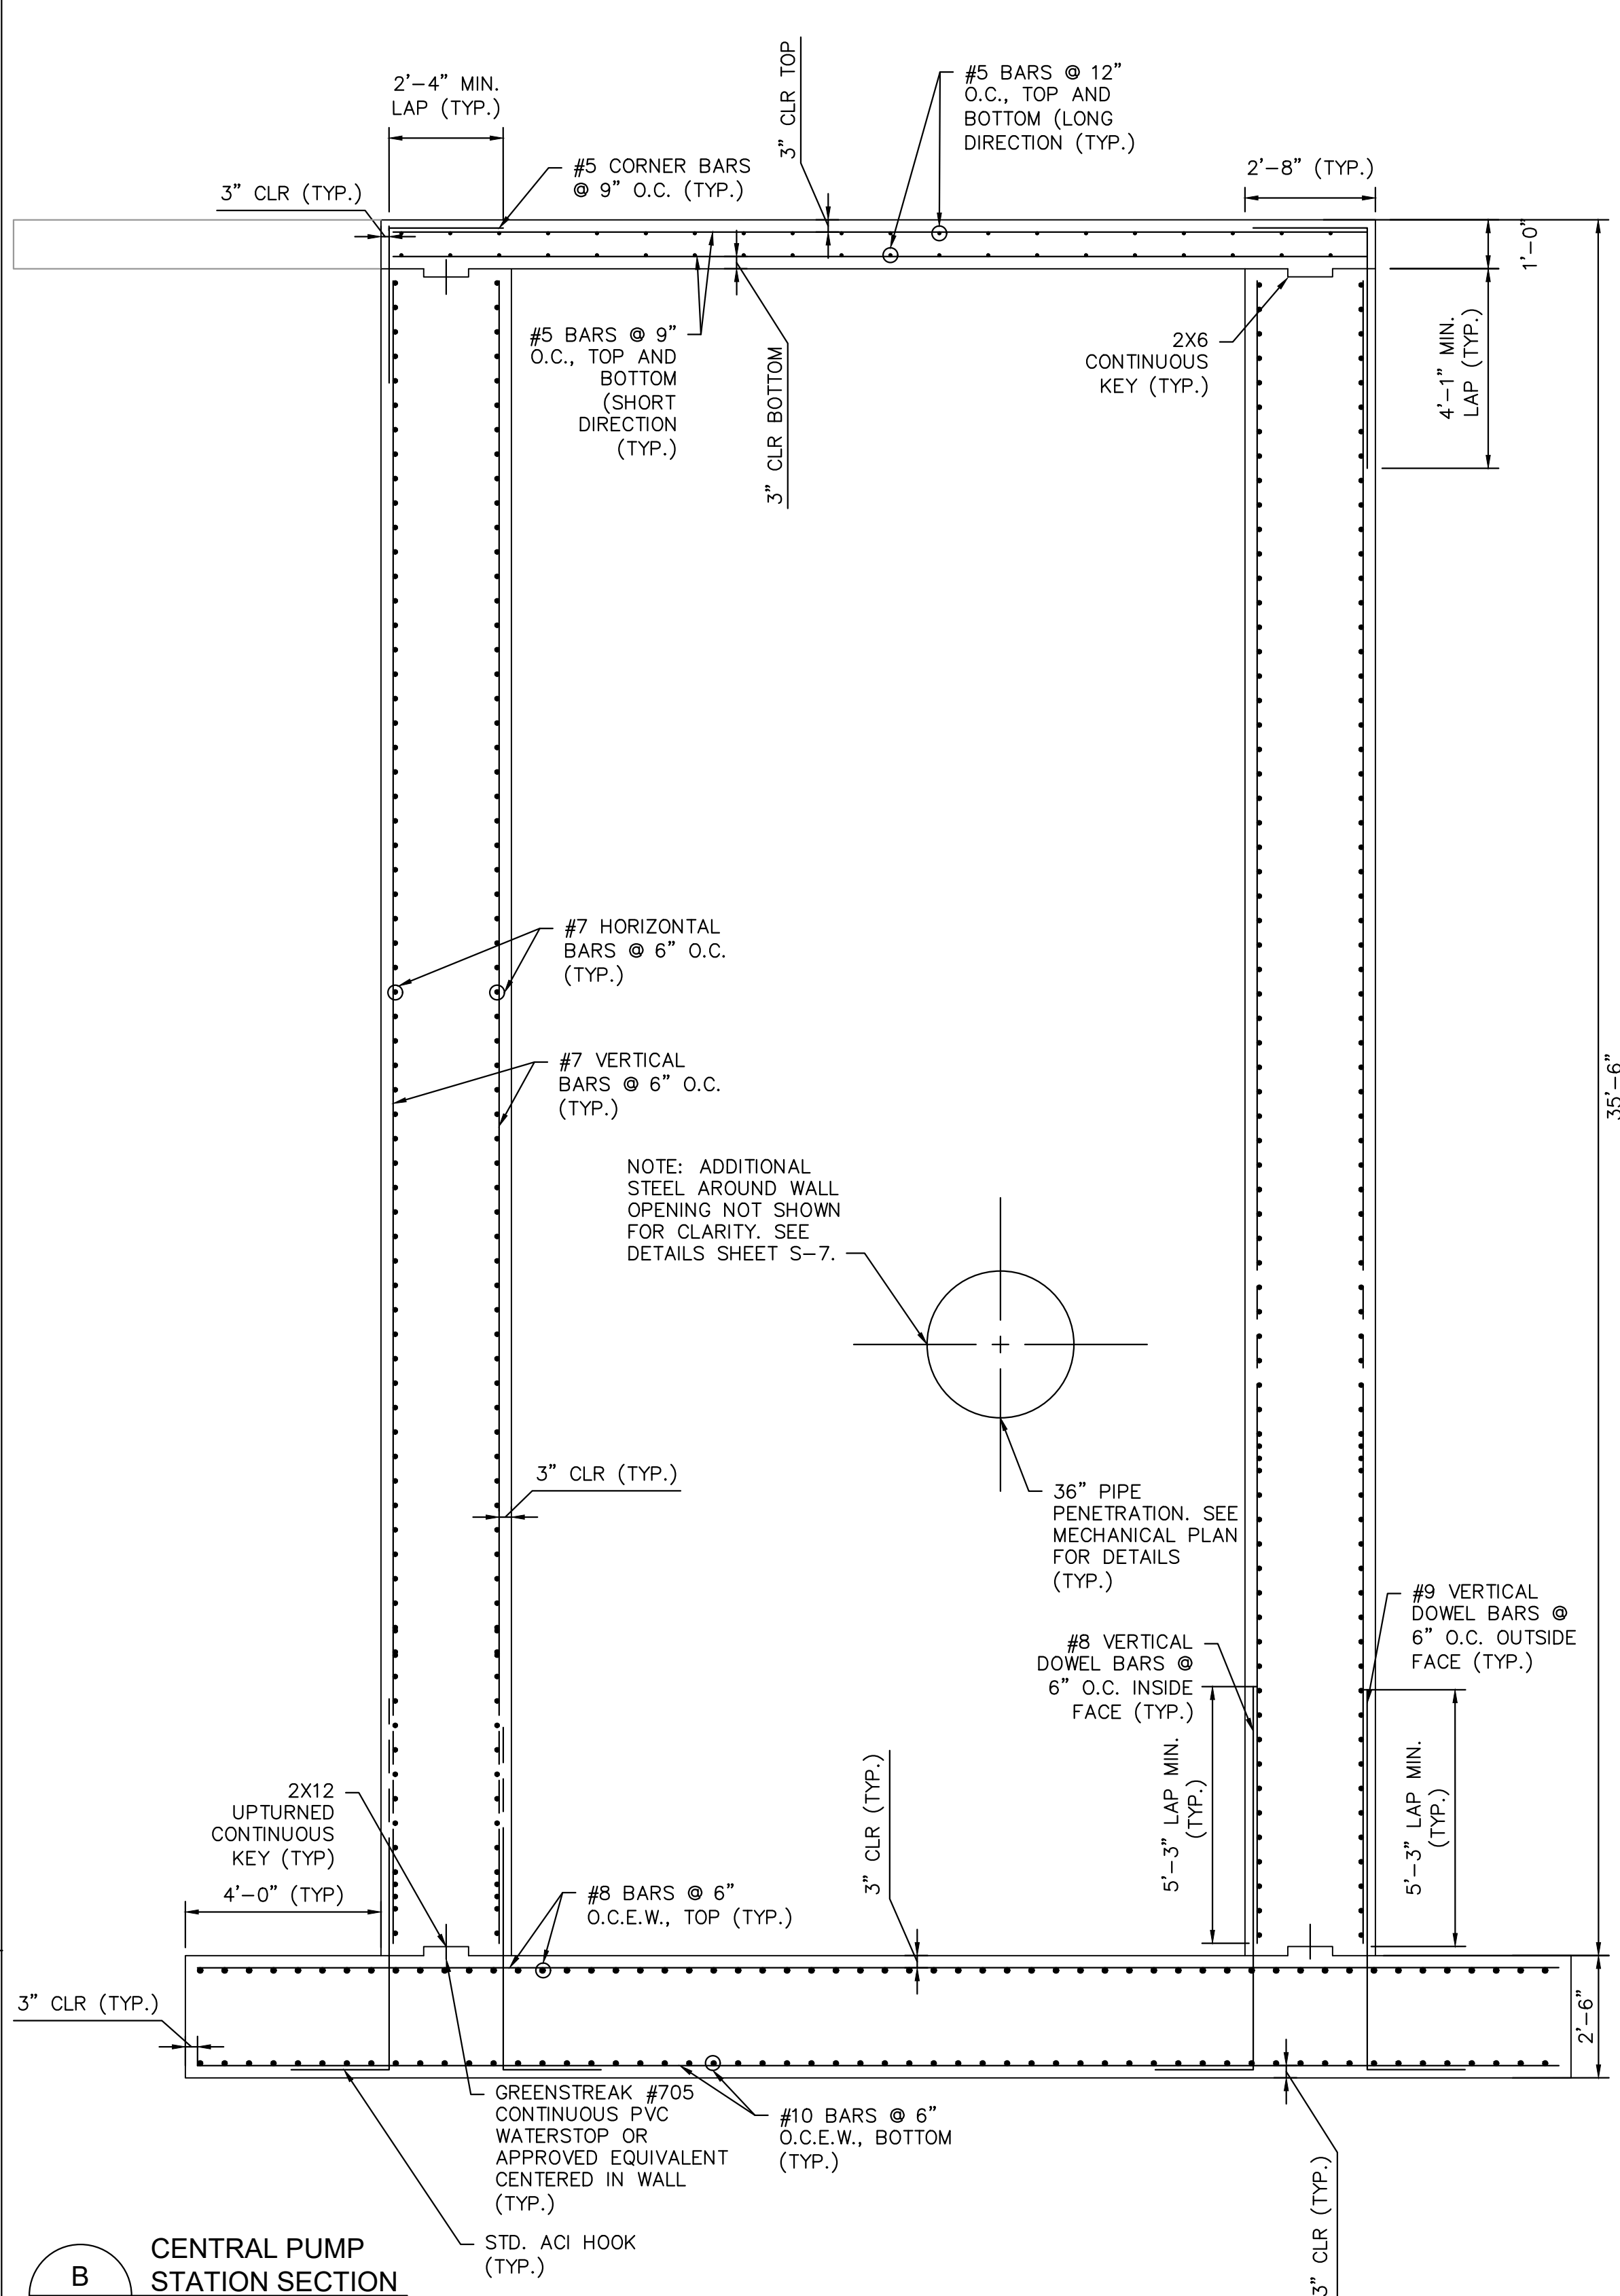 2'-4" MIN.
LAP (TYP.)
3" CLR TOP
#5 BARS @ 12"
O.C., TOP AND
BOTTOM (LONG
DIRECTION (TYP.)
#5 CORNER BARS
@ 9" O.C. (TYP.)
2'-8" (TYP.)
3" CLR (TYP.)
1'-0"
#5 BARS @ 9"
O.C., TOP AND
BOTTOM
(SHORT
DIRECTION
(TYP.)
3" CLR BOTTOM
2X6
CONTINUOUS
KEY (TYP.)
4'-1" MIN.
LAP (TYP.)
#7 HORIZONTAL
BARS @ 6" O.C.
(TYP.)
#7 VERTICAL
BARS @ 6" O.C.
(TYP.)
35'-6"
NOTE: ADDITIONAL
STEEL AROUND WALL
OPENING NOT SHOWN
FOR CLARITY. SEE
DETAILS SHEET S-7.
3" CLR (TYP.)
36" PIPE
PENETRATION. SEE
MECHANICAL PLAN
FOR DETAILS
(TYP.)
#9 VERTICAL
DOWEL BARS @
6" O.C. OUTSIDE
FACE (TYP.)
#8 VERTICAL
DOWEL BARS @
6" O.C. INSIDE
FACE (TYP.)
5'-3" LAP MIN.
(TYP.)
5'-3" LAP MIN.
(TYP.)
2X12
UPTURNED
CONTINUOUS
KEY (TYP)
3" CLR (TYP.)
4'-0" (TYP)
#8 BARS @ 6"
O.C.E.W., TOP (TYP.)
3" CLR (TYP.)
2'-6"
GREENSTREAK #705
CONTINUOUS PVC
WATERSTOP OR
APPROVED EQUIVALENT
CENTERED IN WALL
(TYP.)
#10 BARS @ 6"
O.C.E.W., BOTTOM
(TYP.)
3" CLR (TYP.)
STD. ACI HOOK
(TYP.)
B
CENTRAL PUMP
STATION SECTION